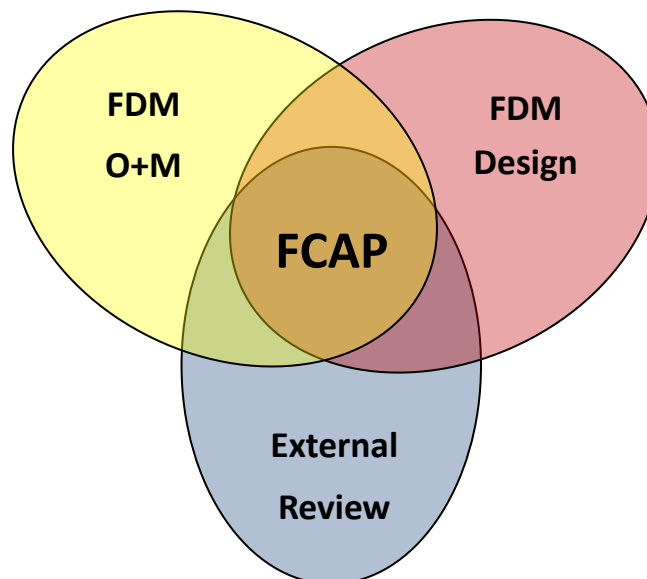 FDM
O+M
FDM
Design
FCAP
External
Review